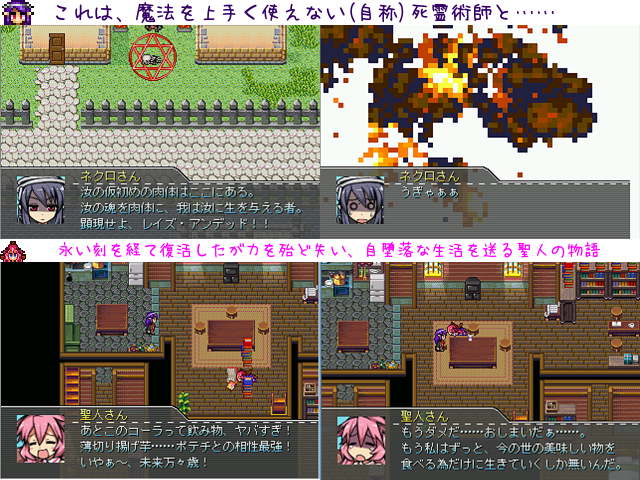 これは、魔法を上手く使えない(自称)死霊術師と……
ネクロさん
汝の仮初めの肉体はここにある。
汝の魂を肉体に、我は汝に生を与える者。
顕現せよ、レイズ・アンデッド！！
ネクロさん
うぎゃぁぁ
永い刻を経て復活したが力を殆ど失い、自堕落な生活を送る聖人の物語
聖人さん
あとこのコーラって飲み物、ヤバすぎ！
薄切り揚げ芋……ポテチとの相性最強！
いやぁ～、未来万々歳！
聖人さん
もうダメだ……おしまいだぁ……。
もう私はずっと、今の世の美味しい物を
食べる為だけに生きていくしか無いんだ。